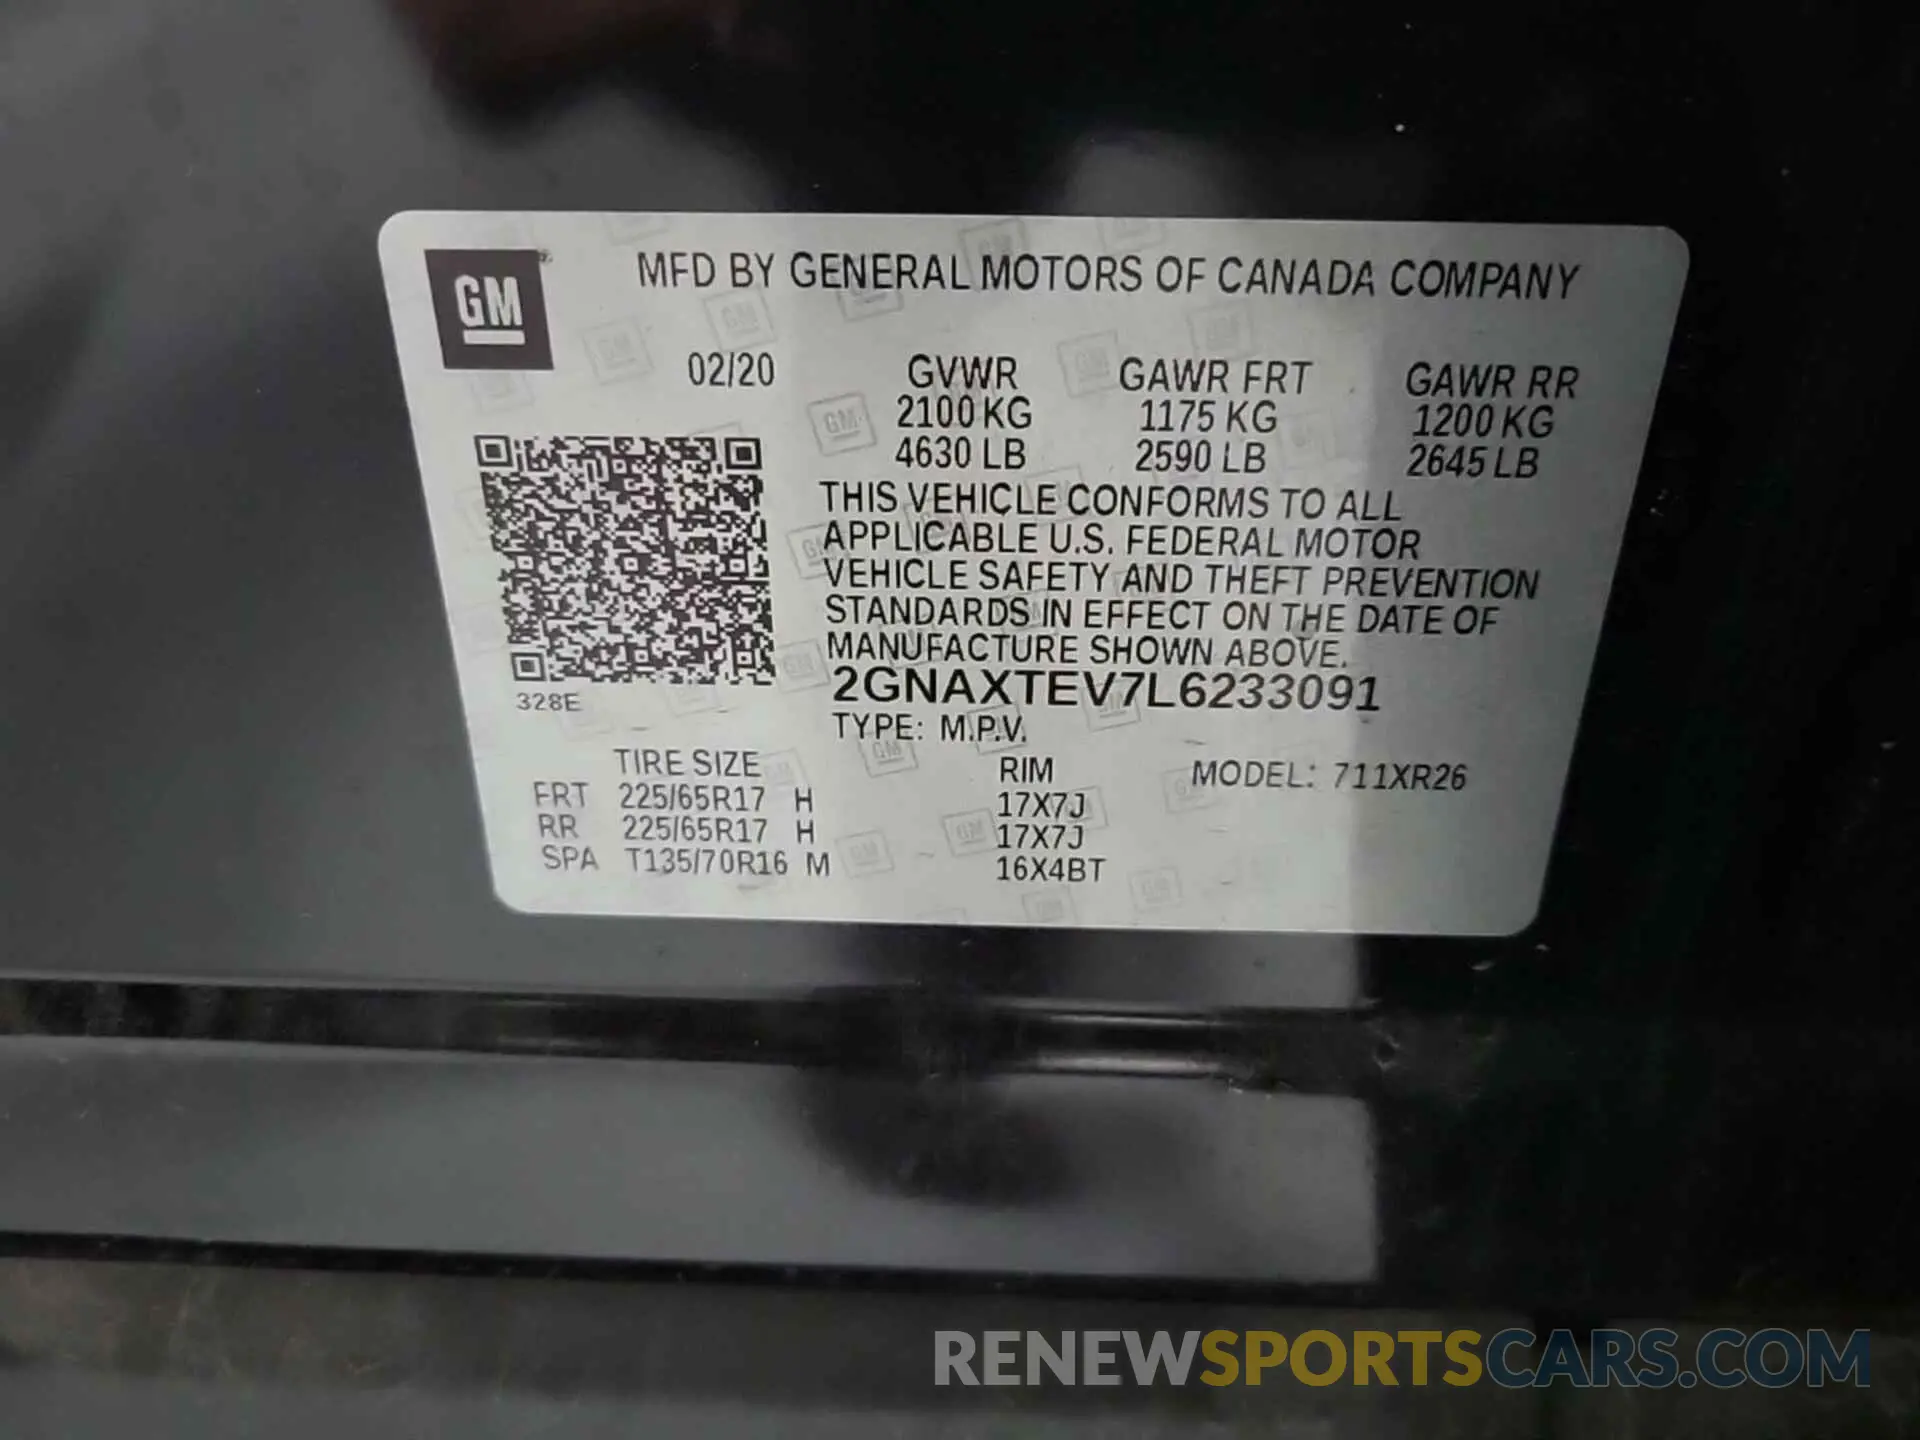 GM
MFD BY GENERAL MOTORS OF CANADA COMPANY
02/20 GVWR GAWR FRT GAWR RR
2100 KG 1175 KG 1200 KG
4630 LB 2590 LB 2645 LB
THIS VEHICLE CONFORMS TO ALL
APPLICABLE U.S. FEDERAL MOTOR
VEHICLE SAFETY AND THEFT PREVENTION
STANDARDS IN EFFECT ON THE DATE OF
MANUFACTURE SHOWN ABOVE.
328E 2GNAXTEV7L6233091
TYPE: M.P.V.
TIRE SIZE RIM MODEL: 711XR26
FRT 225/65R17 H 17X7J
RR 225/65R17 H 17X7J
SPA T135/70R16 M 16X4BT
RENEWSPORTSCARS.COM